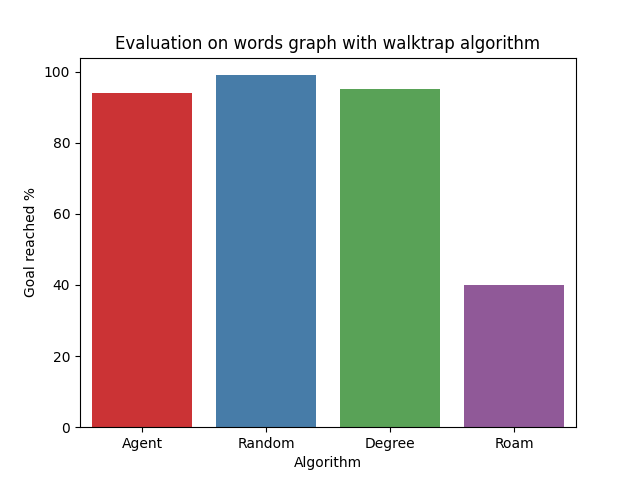 Evaluation on words graph with walktrap algorithm
Goal reached %
100
80
60
40
20
0
Agent Random Degree Roam
Algorithm